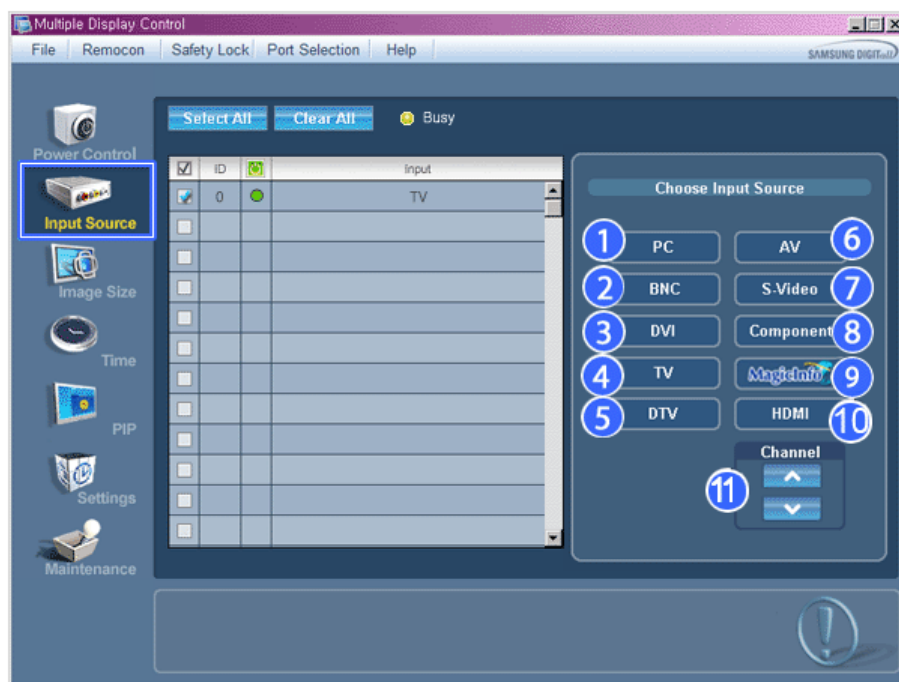 Multiple Display Control
File Remocon Safety Lock Port Selection Help
SAMSUNG DIGITall
Select All Clear All Busy
Power Control
Input Source
Image Size
Time
PIP
Settings
Maintenance
ID Input
0 TV
Choose Input Source
1 PC AV 6
2 BNC S-Video 7
3 DVI Component 8
4 TV MagicInfo 9
5 DTV HDMI 10
Channel
11